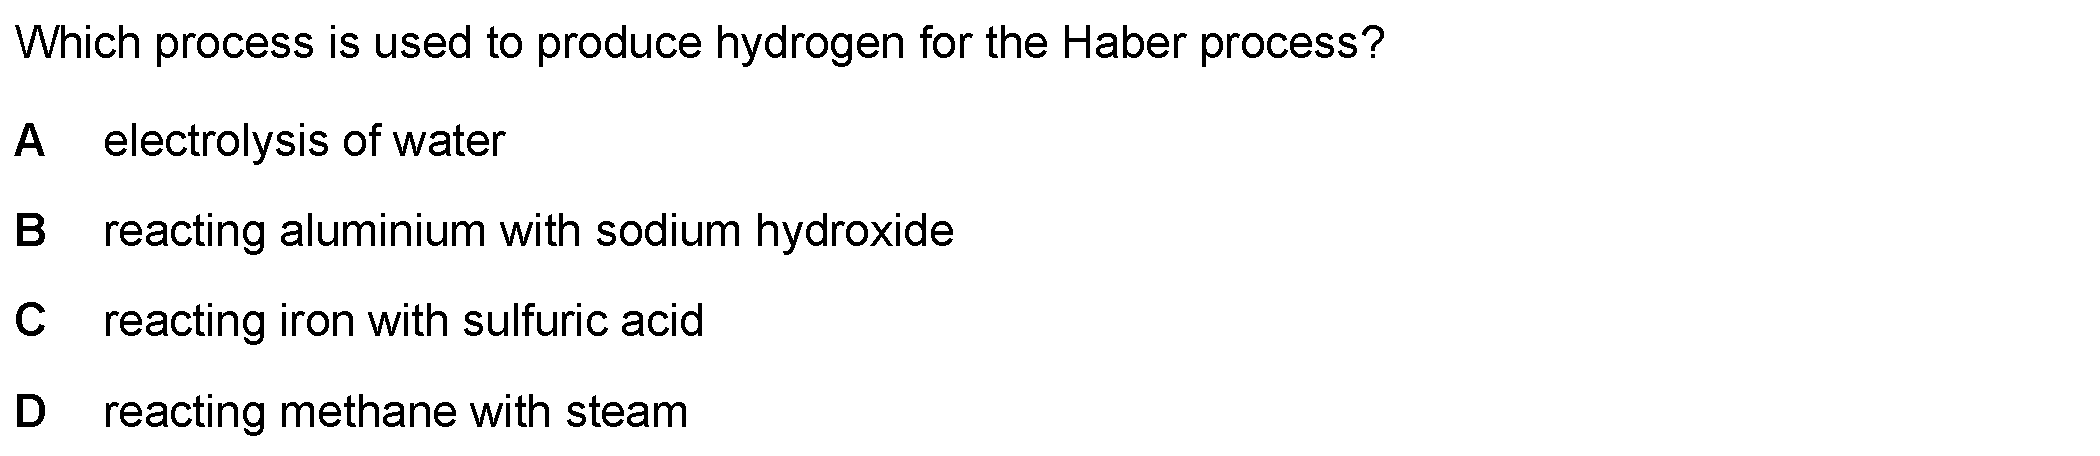 Which process is used to produce hydrogen for the Haber process?
A electrolysis of water
B reacting aluminium with sodium hydroxide
C reacting iron with sulfuric acid
D reacting methane with steam